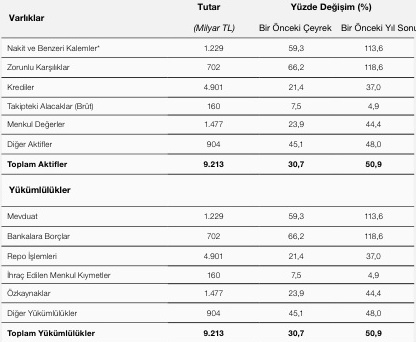 Varlıklar Tutar Yüzde Değişim (%)
(Milyar TL) Bir Önceki Çeyrek Bir Önceki Yıl Sonu
Nakit ve Benzeri Kalemler* 1.229 59,3 113,6
Zorunlu Karşılıklar 702 66,2 118,6
Krediler 4.901 21,4 37,0
Takipteki Alacaklar (Brüt) 160 7,5 4,9
Menkul Değerler 1.477 23,9 44,4
Diğer Aktifler 904 45,1 48,0
Toplam Aktifler 9.213 30,7 50,9
Yükümlülükler
Mevduat 1.229 59,3 113,6
Bankalara Borçlar 702 66,2 118,6
Repo İşlemleri 4.901 21,4 37,0
İhraç Edilen Menkul Kıymetler 160 7,5 4,9
Özkaynaklar 1.477 23,9 44,4
Diğer Yükümlülükler 904 45,1 48,0
Toplam Yükümlülükler 9.213 30,7 50,9